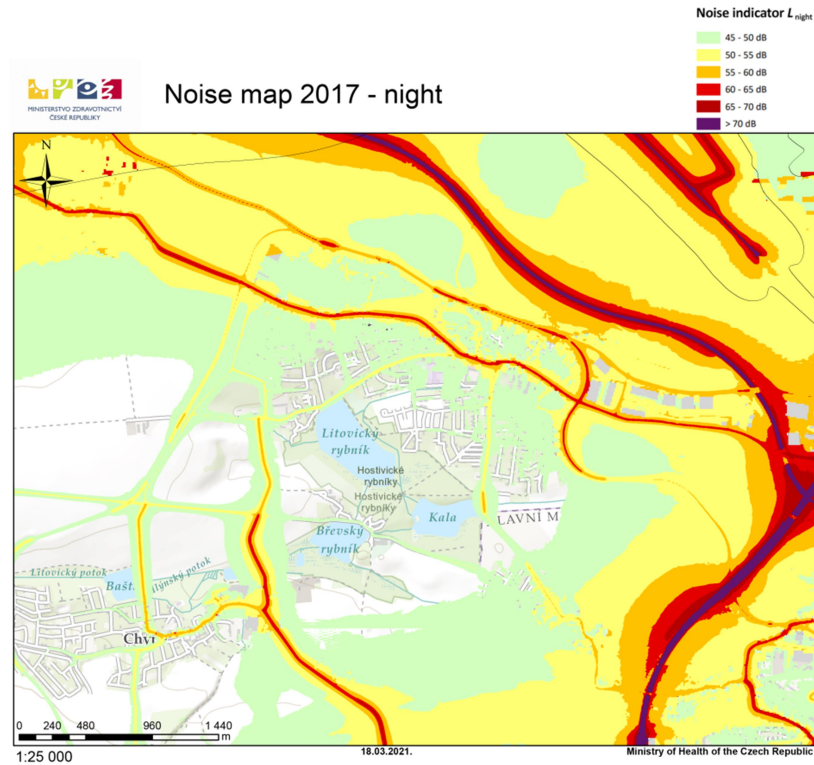 Noise indicator L night
45 - 50 dB
50 - 55 dB
55 - 60 dB
60 - 65 dB
65 - 70 dB
> 70 dB
MINISTERSTVO ZDRAVOTNICTVÍ
ČESKÉ REPUBLIKY
Noise map 2017 - night
N
Litovický
rybník
Hostivické
rybníky
Hostivické
rybníky
Kala
LAVNÍ M
Břevský
rybník
Litovický potok
Bašt.
potok
Chýr
0 240 480 960 1 440
m
1:25 000
18.03.2021.
Ministry of Health of the Czech Republic